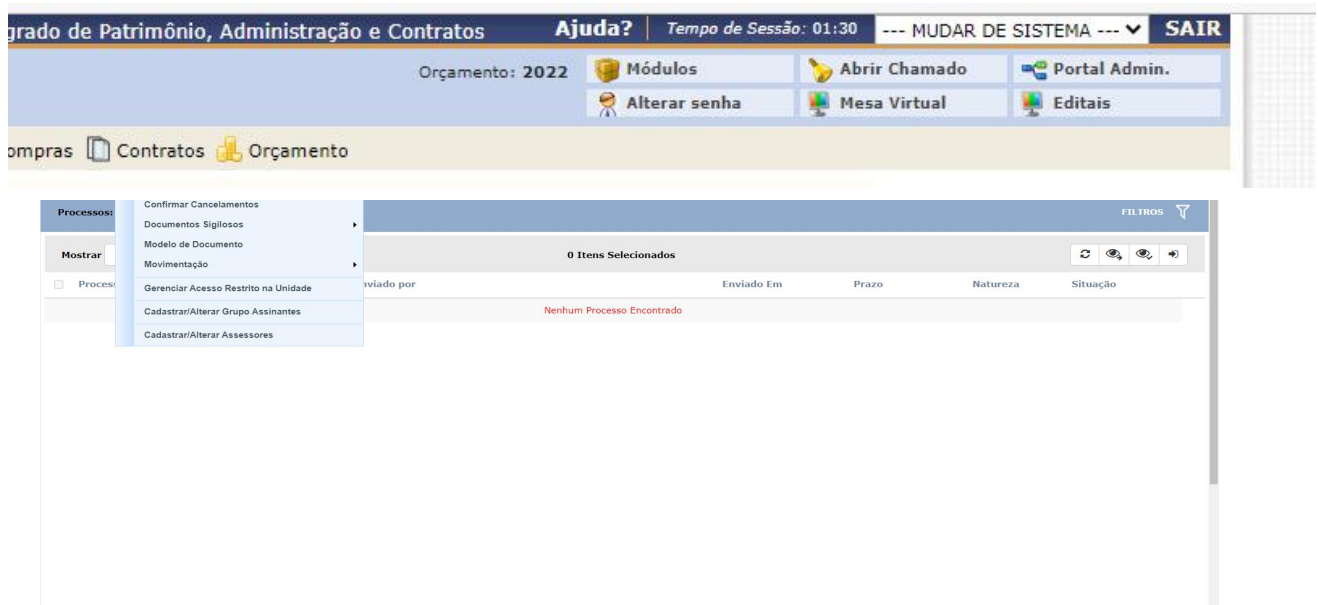 grado de Patrimônio, Administração e Contratos Ajuda? Tempo de Sessão: 01:30 --- MUDAR DE SISTEMA --- SAIR
Orçamento: 2022 Módulos Abrir Chamado Portal Admin.
Alterar senha Mesa Virtual Editais
ompras Contratos Orçamento
Processos: Confirmar Cancelamentos FILTROS
Documentos Sigilosos
Modelo de Documento
Mostrar 0 Itens Selecionados
Movimentação
Process nviado por Enviado Em Prazo Natureza Situação
Gerenciar Acesso Restrito na Unidade
Cadastrar/Alterar Grupo Assinantes Nenhum Processo Encontrado
Cadastrar/Alterar Assessores